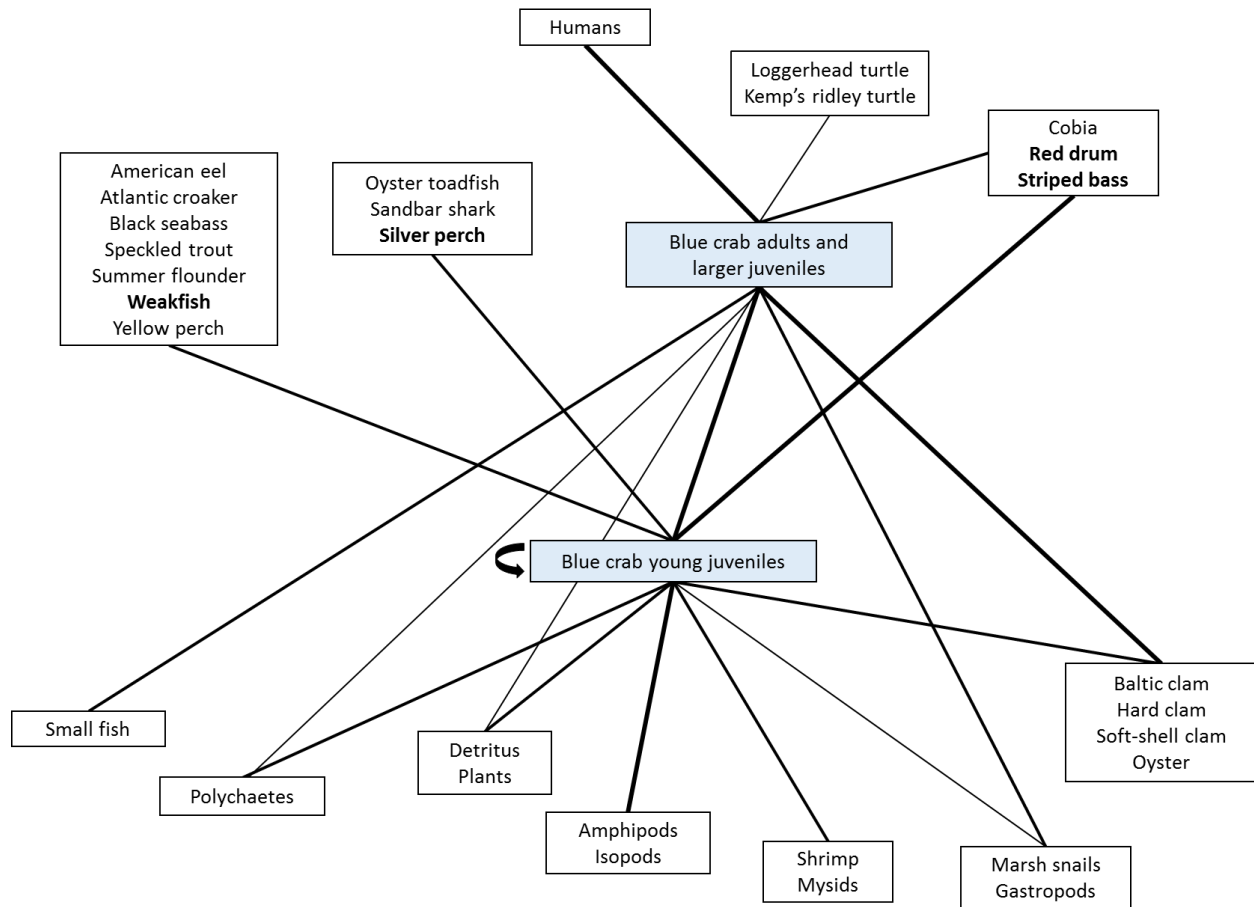 Humans
Loggerhead turtle
Kemp's ridley turtle
Cobia
Red drum
Striped bass
American eel
Atlantic croaker
Black seabass
Speckled trout
Summer flounder
Weakfish
Yellow perch
Oyster toadfish
Sandbar shark
Silver perch
Blue crab adults and
larger juveniles
Blue crab young juveniles
Small fish
Polychaetes
Detritus
Plants
Amphipods
Isopods
Shrimp
Mysids
Marsh snails
Gastropods
Baltic clam
Hard clam
Soft-shell clam
Oyster